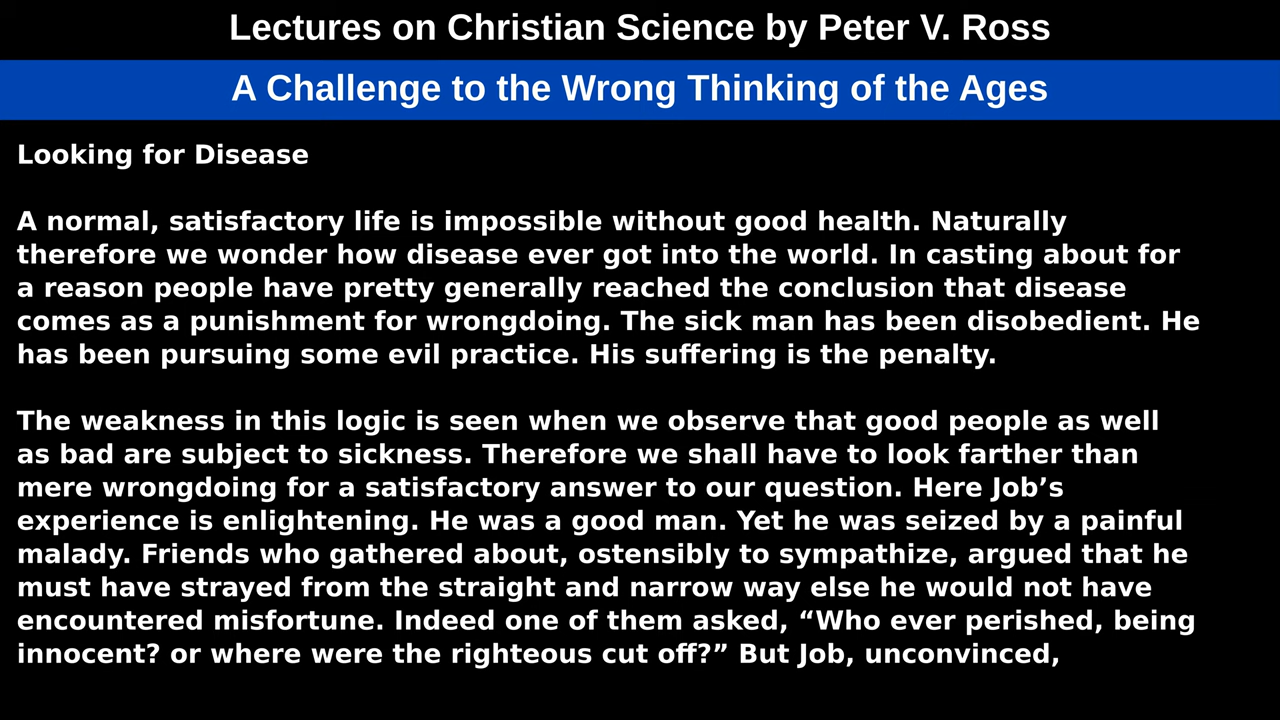 Lectures on Christian Science by Peter V. Ross
A Challenge to the Wrong Thinking of the Ages
Looking for Disease
A normal, satisfactory life is impossible without good health. Naturally
therefore we wonder how disease ever got into the world. In casting about for
a reason people have pretty generally reached the conclusion that disease
comes as a punishment for wrongdoing. The sick man has been disobedient. He
has been pursuing some evil practice. His suffering is the penalty.
The weakness in this logic is seen when we observe that good people as well
as bad are subject to sickness. Therefore we shall have to look farther than
mere wrongdoing for a satisfactory answer to our question. Here Job’s
experience is enlightening. He was a good man. Yet he was seized by a painful
malady. Friends who gathered about, ostensibly to sympathize, argued that he
must have strayed from the straight and narrow way else he would not have
encountered misfortune. Indeed one of them asked, “Who ever perished, being
innocent? or where were the righteous cut off?” But Job, unconvinced,